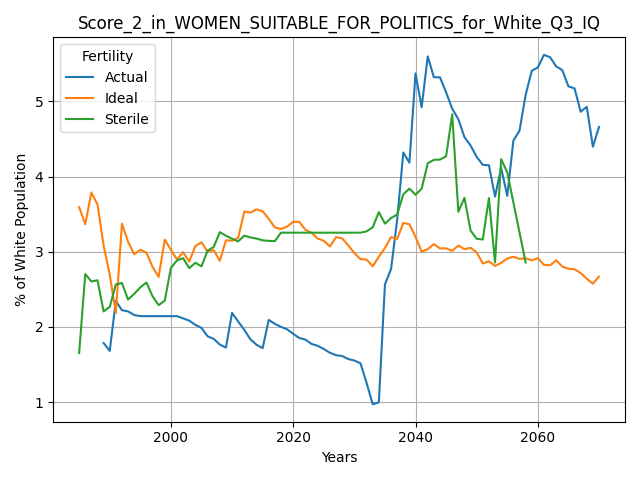 Score_2_in_WOMEN_SUITABLE_FOR_POLITICS_for_White_Q3_IQ
Fertility
Actual
Ideal
Sterile
% of White Population
5
4
3
2
1
2000 2020 2040 2060
Years